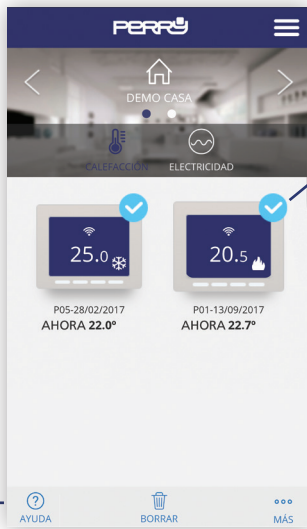 PERRY
DEMO CASA
CALEFACCIÓN
ELECTRICIDAD
25.0
20.5
P05-28/02/2017
AHORA 22.0°
P01-13/09/2017
AHORA 22.7°
AYUDA
BORRAR
MÁS